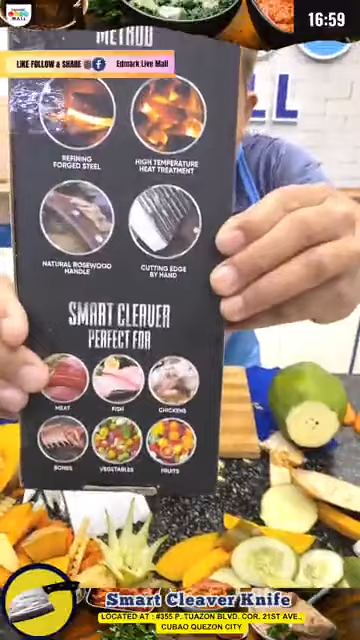 16:59
LIKE FOLLOW & SHARE
Edmark Live Mall
METHOD
REFINING
FORGED STEEL
HIGH TEMPERATURE
HEAT TREATMENT
NATURAL ROSEWOOD
HANDLE
CUTTING EDGE
BY HAND
SMART CLEAVER
PERFECT FOR
MEAT
FISH
CHICKENS
BONES
VEGETABLES
FRUITS
Smart Cleaver Knife
LOCATED AT : #355 P. TUAZON BLVD. COR. 21ST AVE.,
CUBAO QUEZON CITY.